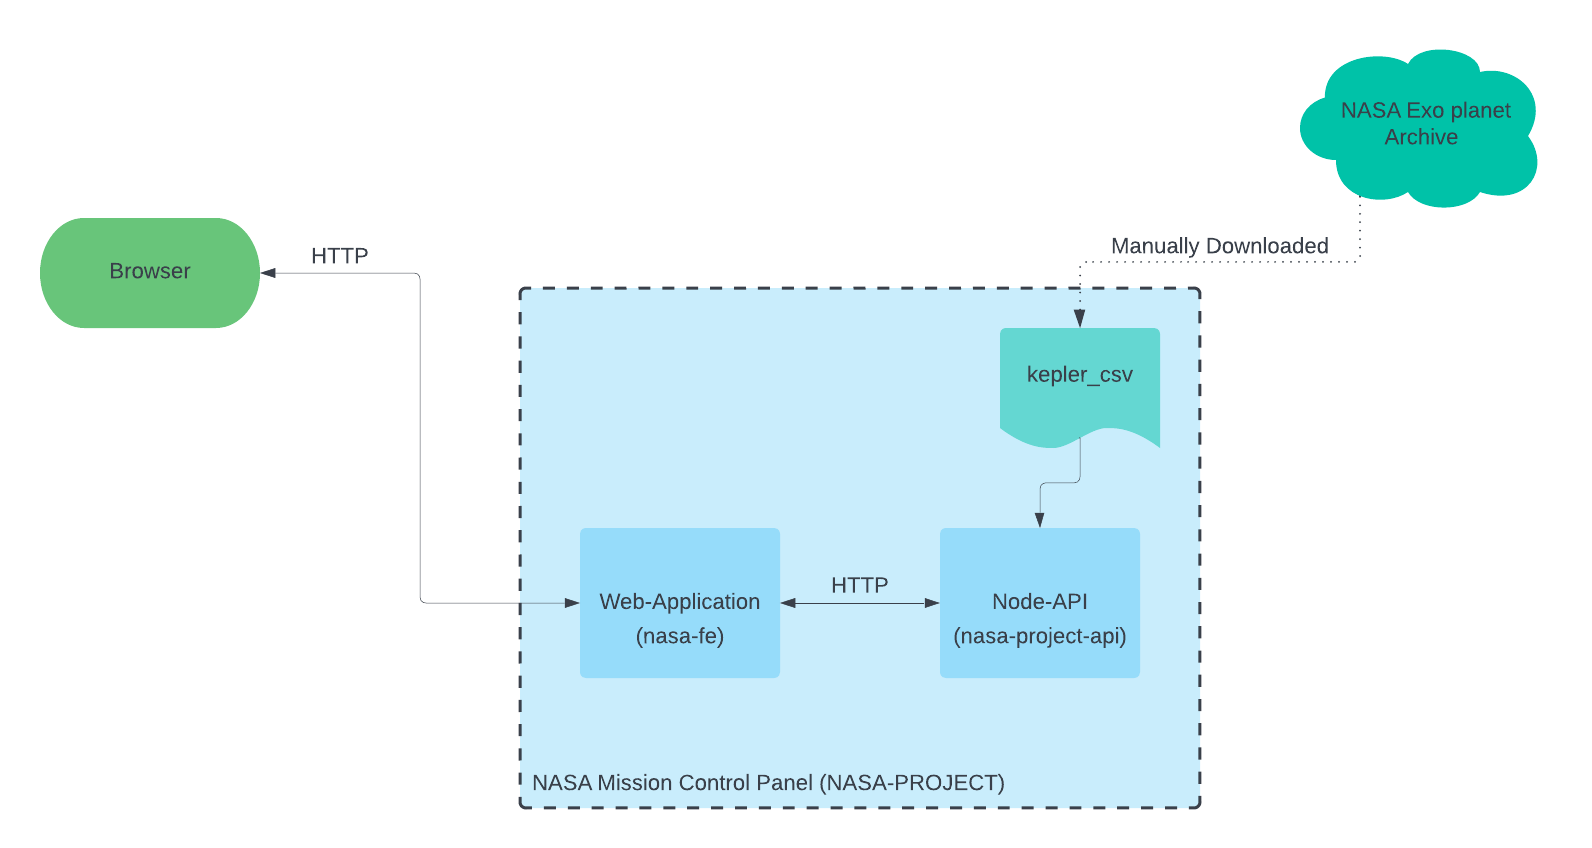 NASA Exo planet
Archive
Manually Downloaded
HTTP
Browser
kepler_csv
HTTP
Web-Application
(nasa-fe)
Node-API
(nasa-project-api)
NASA Mission Control Panel (NASA-PROJECT)